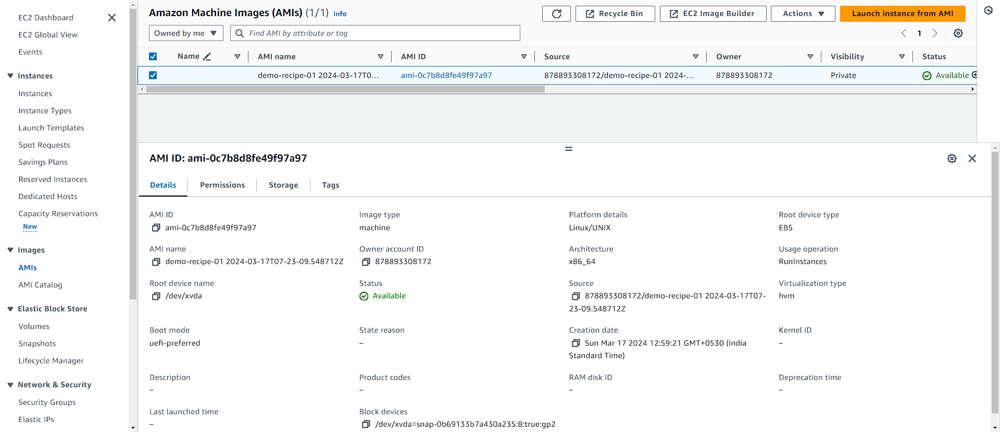 EC2 Dashboard
EC2 Global View
Events
Instances
Instances
Instance Types
Launch Templates
Spot Requests
Savings Plans
Reserved Instances
Dedicated Hosts
Capacity Reservations
New
Images
AMIs
AMI Catalog
Elastic Block Store
Volumes
Snapshots
Lifecycle Manager
Network & Security
Security Groups
Elastic IPs
Amazon Machine Images (AMIs) (1/1) Info
Recycle Bin
EC2 Image Builder
Actions
Launch instance from AMI
Owned by me
Find AMI by attribute or tag
1
Name AMI name AMI ID Source Owner Visibility Status
demo-recipe-01 2024-03-17T0... ami-0c7b8d8fe49f97a97 878893308172/demo-recipe-01 2024-... 878893308172 Private Available
AMI ID: ami-0c7b8d8fe49f97a97
Details Permissions Storage Tags
AMI ID Image type Platform details Root device type
ami-0c7b8d8fe49f97a97 machine Linux/UNIX EBS
AMI name Owner account ID Architecture Usage operation
demo-recipe-01 2024-03-17T07-23-09.548712Z 878893308172 x86_64 RunInstances
Root device name Status Source Virtualization type
/dev/xvda Available 878893308172/demo-recipe-01 2024-03-17T07- hvm
23-09.548712Z
Boot mode State reason Creation date Kernel ID
uefi-preferred – Sun Mar 17 2024 12:59:21 GMT+0530 (India –
Standard Time)
Description Product codes RAM disk ID Deprecation time
– – – –
Last launched time Block devices
– /dev/xvda=snap-0b69133b7a430a235:8:true:gp2